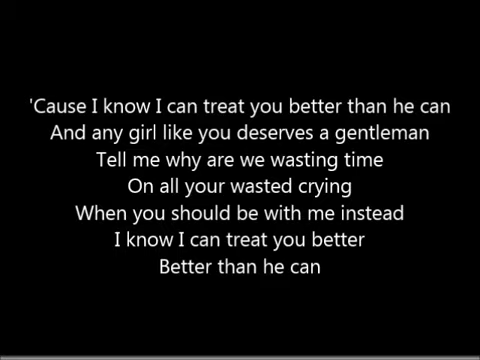 'Cause I know I can treat you better than he can
And any girl like you deserves a gentleman
Tell me why are we wasting time
On all your wasted crying
When you should be with me instead
I know I can treat you better
Better than he can